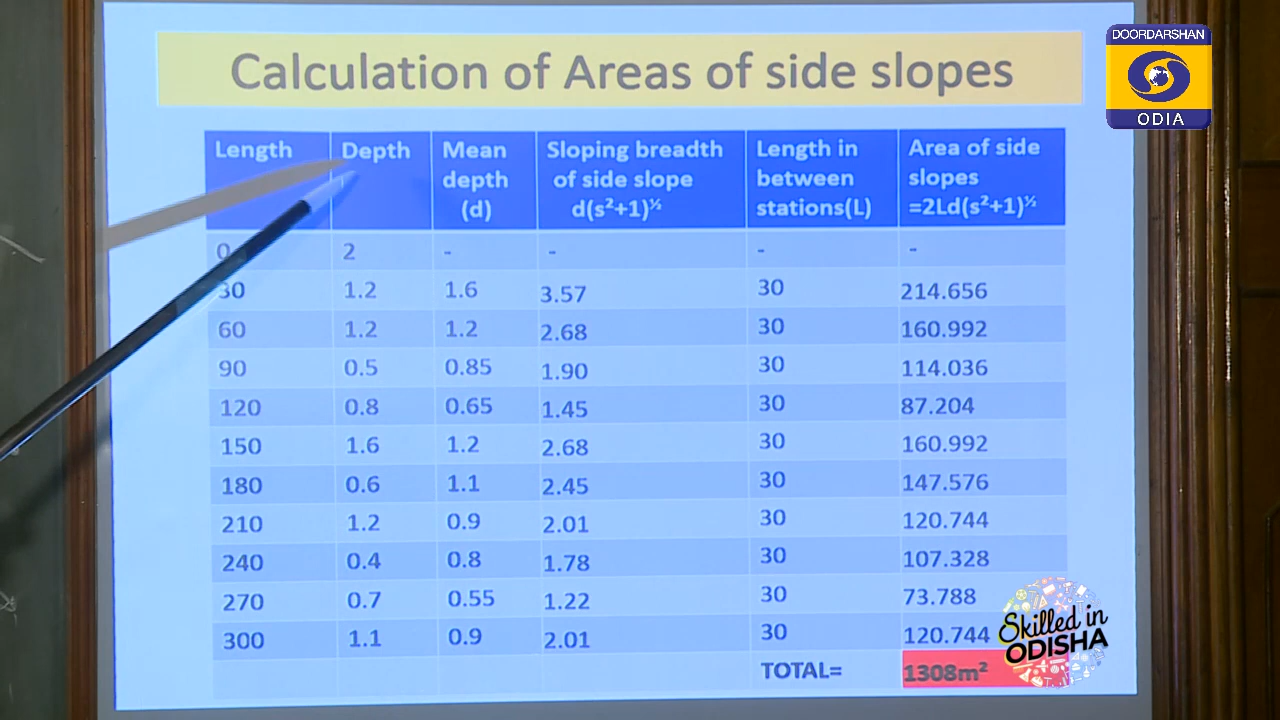 Calculation of Areas of side slopes
DOORDARSHAN
ODIA
Length Depth Mean depth (d) Sloping breadth of side slope d(s²+1)^½ Length in between stations(L) Area of side slopes =2Ld(s²+1)^½
0 2 - - - -
30 1.2 1.6 3.57 30 214.656
60 1.2 1.2 2.68 30 160.992
90 0.5 0.85 1.90 30 114.036
120 0.8 0.65 1.45 30 87.204
150 1.6 1.2 2.68 30 160.992
180 0.6 1.1 2.45 30 147.576
210 1.2 0.9 2.01 30 120.744
240 0.4 0.8 1.78 30 107.328
270 0.7 0.55 1.22 30 73.788
300 1.1 0.9 2.01 30 120.744
TOTAL= 1308m²
Skilled in
ODISHA